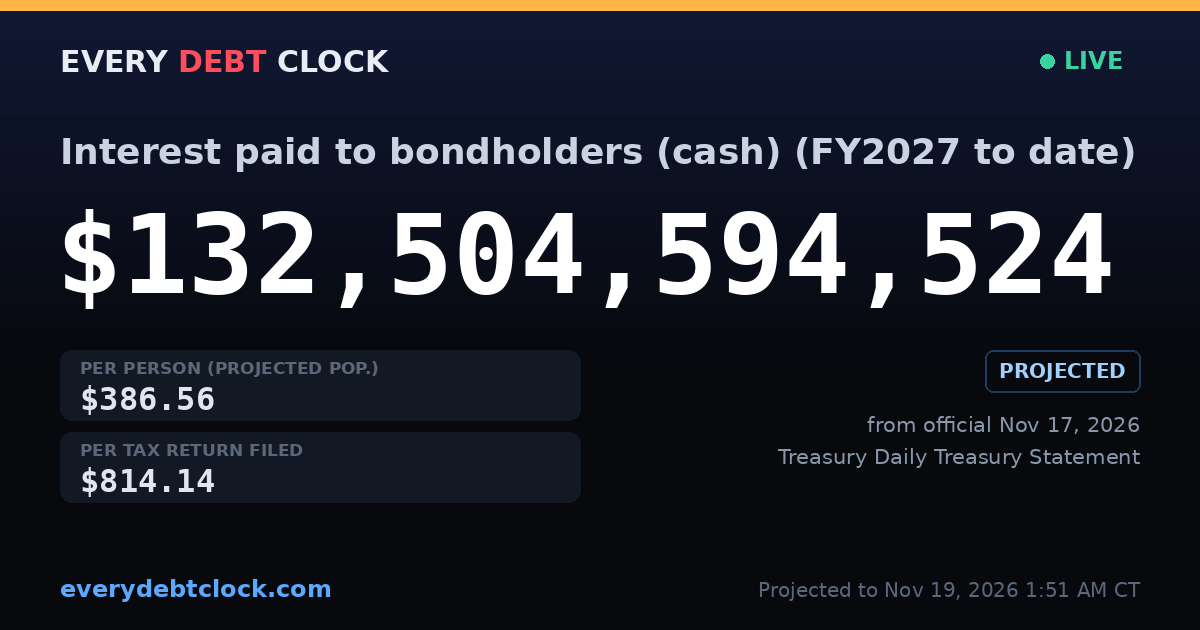 EVERY DEBT CLOCK
LIVE
Interest paid to bondholders (cash) (FY2027 to date)
$132,504,594,524
PER PERSON (PROJECTED POP.)
$386.56
PER TAX RETURN FILED
$814.14
PROJECTED
from official Nov 17, 2026
Treasury Daily Treasury Statement
everydebtclock.com
Projected to Nov 19, 2026 1:51 AM CT